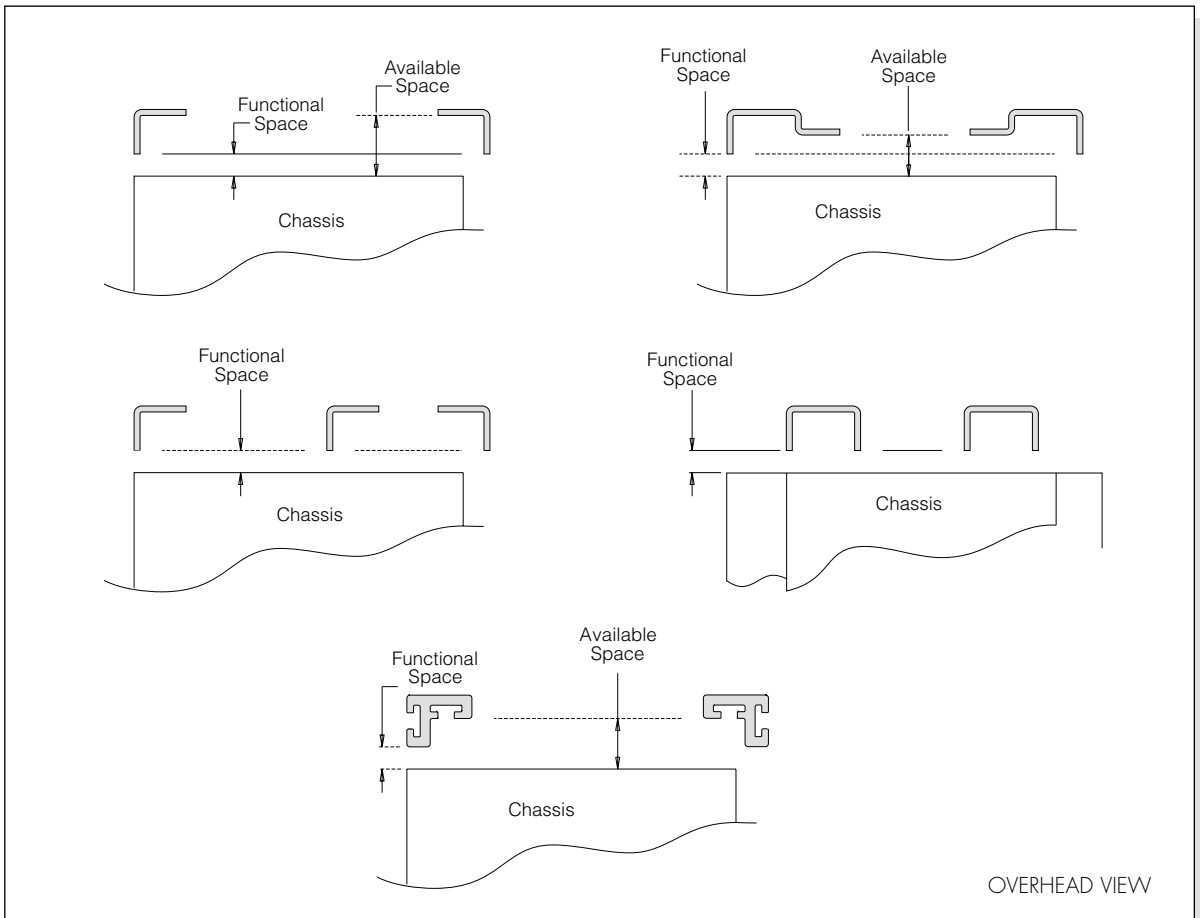 Functional
Space
Available
Space
Chassis
Functional
Space
Available
Space
Chassis
Functional
Space
Chassis
Functional
Space
Chassis
Functional
Space
Available
Space
Chassis
OVERHEAD VIEW